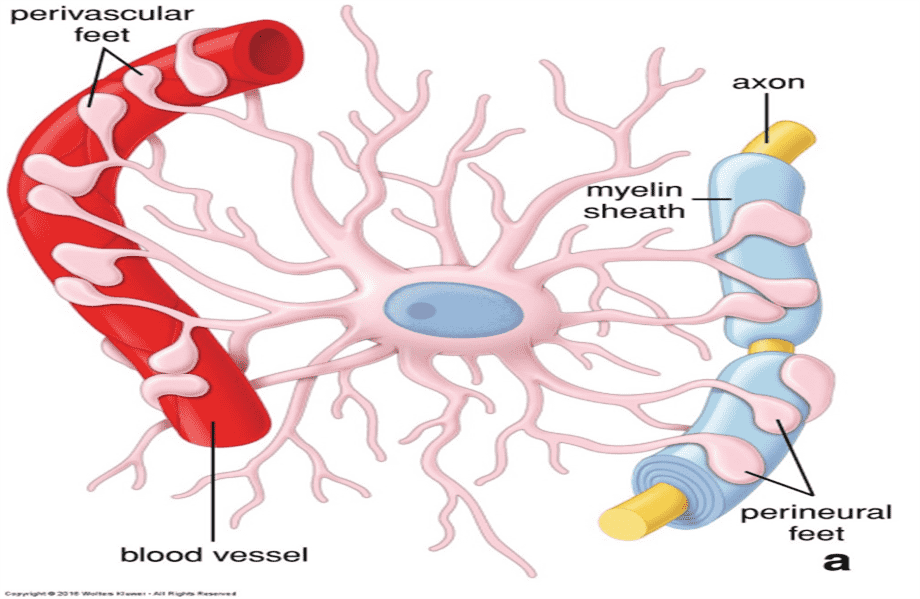 perivascular
feet
axon
myelin
sheath
perineural
feet
a
blood vessel
Copyright © 2016 Wolters Kluwer - All Rights Reserved